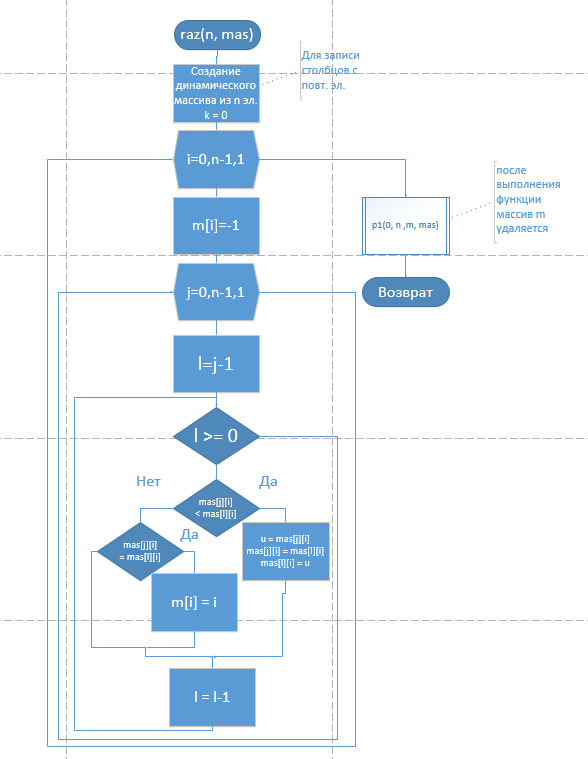 raz(n, mas)
Создание
динамического
массива из n эл.
k = 0
Для записи
столбцов с
повт. эл.
i=0,n-1,1
m[i]=-1
p1(0, n ,m, mas)
после
выполнения
функции
массив m
удаляется
j=0,n-1,1
Возврат
l=j-1
l >= 0
Нет
Да
mas[j][i]
< mas[l][i]
Да
mas[j][i]
= mas[l][i]
u = mas[j][i]
mas[j][i] = mas[l][i]
mas[l][i] = u
m[i] = i
l = l-1